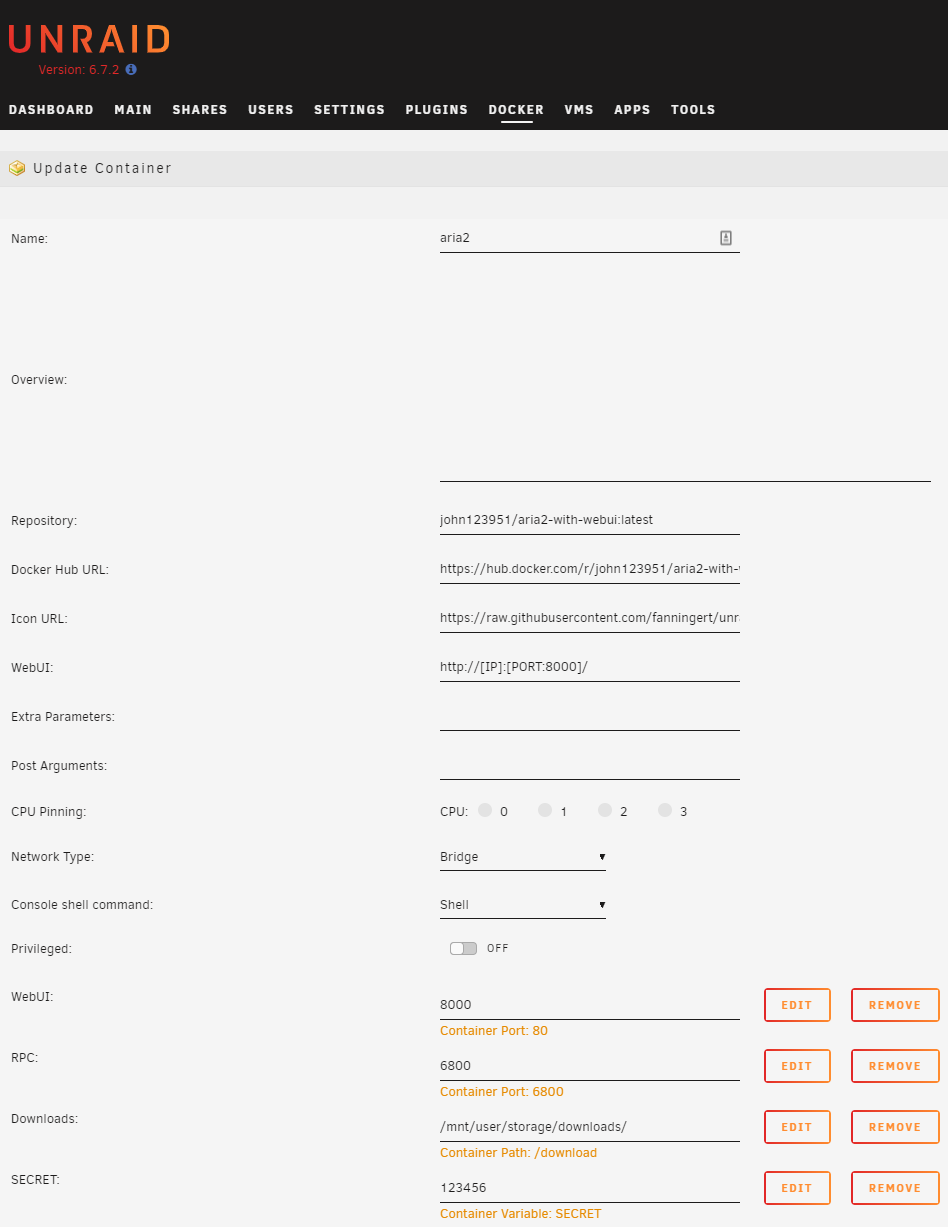 UNRAID
Version: 6.7.2
DASHBOARD MAIN SHARES USERS SETTINGS PLUGINS DOCKER VMS APPS TOOLS
Update Container
Name: aria2
Overview:
Repository: john123951/aria2-with-webui:latest
Docker Hub URL: https://hub.docker.com/r/john123951/aria2-with-
Icon URL: https://raw.githubusercontent.com/fanningert/unr
WebUI: http://[IP]:[PORT:8000]/
Extra Parameters:
Post Arguments:
CPU Pinning: CPU: 0 1 2 3
Network Type: Bridge
Console shell command: Shell
Privileged: OFF
WebUI: 8000 EDIT REMOVE
Container Port: 80
RPC: 6800 EDIT REMOVE
Container Port: 6800
Downloads: /mnt/user/storage/downloads/ EDIT REMOVE
Container Path: /download
SECRET: 123456 EDIT REMOVE
Container Variable: SECRET